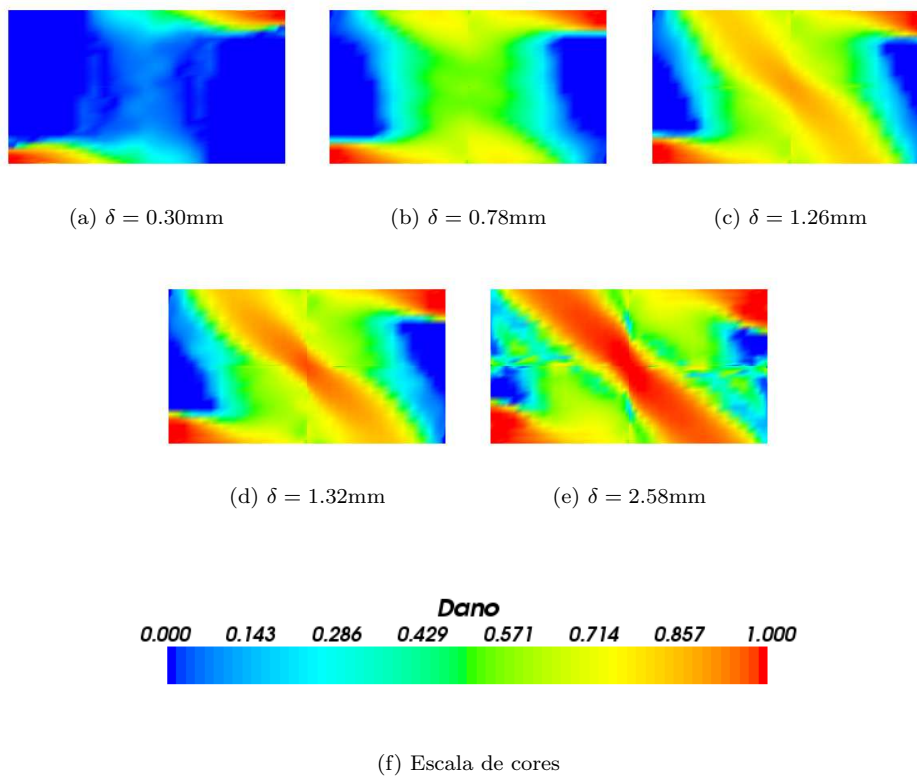 (a) δ = 0.30mm
(b) δ = 0.78mm
(c) δ = 1.26mm
(d) δ = 1.32mm
(e) δ = 2.58mm
Dano
0.000 0.143 0.286 0.429 0.571 0.714 0.857 1.000
(f) Escala de cores